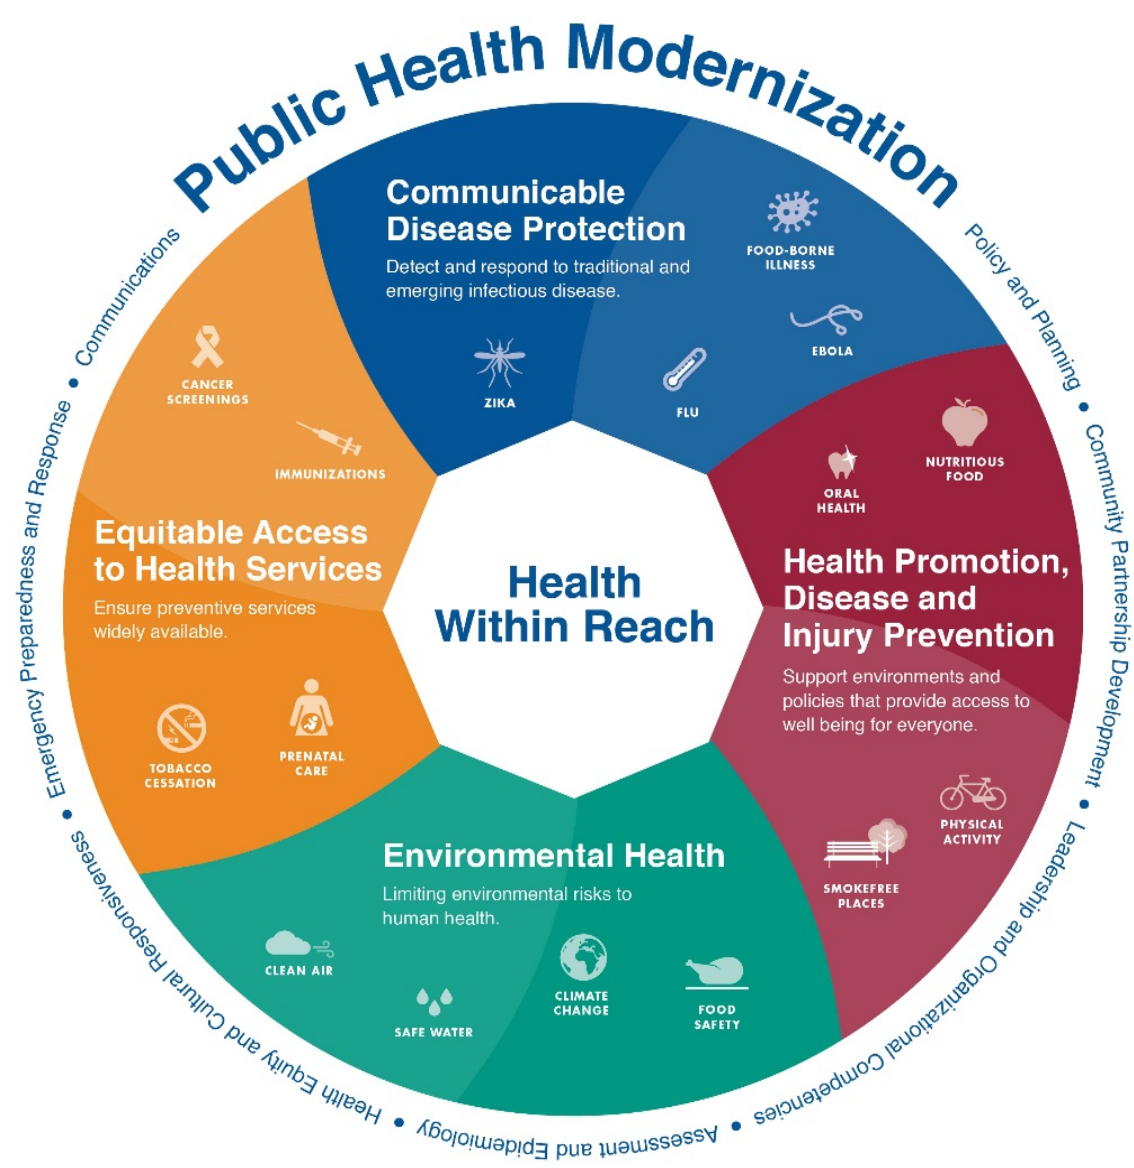 Public Health Modernization
Communicable
Disease Protection
Detect and respond to traditional and
emerging infectious disease.
ZIKA
FLU
FOOD-BORNE
ILLNESS
EBOLA
NUTRITIOUS
FOOD
ORAL
HEALTH
Health Promotion,
Disease and
Injury Prevention
Support environments and
policies that provide access to
well being for everyone.
PHYSICAL
ACTIVITY
SMOKEFREE
PLACES
Environmental Health
Limiting environmental risks to
human health.
CLEAN AIR
SAFE WATER
CLIMATE
CHANGE
FOOD
SAFETY
CANCER
SCREENINGS
IMMUNIZATIONS
Equitable Access
to Health Services
Ensure preventive services
widely available.
TOBACCO
CESSATION
PRENATAL
CARE
Health
Within Reach
Policy and Planning • Community Partnership Development • Leadership and Organizational Competencies • Assessment and Epidemiology • Health Equity and Cultural Responsiveness • Emergency Preparedness and Response • Communications